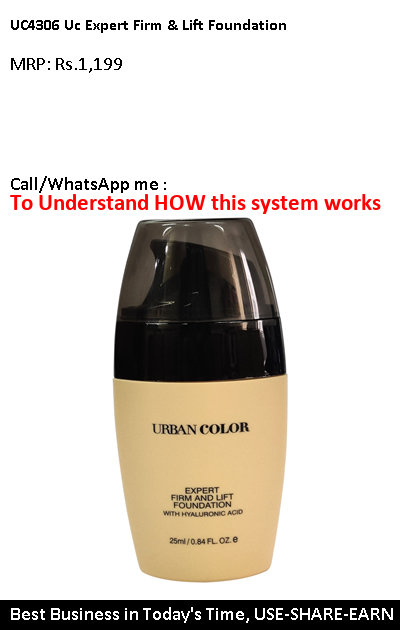 UC4306 Uc Expert Firm & Lift Foundation
MRP: Rs.1,199
Call/WhatsApp me :
To Understand HOW this system works
URBAN COLOR
EXPERT
FIRM AND LIFT
FOUNDATION
WITH HYALURONIC ACID
25ml / 0.84 FL. OZ. e
Best Business in Today's Time, USE-SHARE-EARN